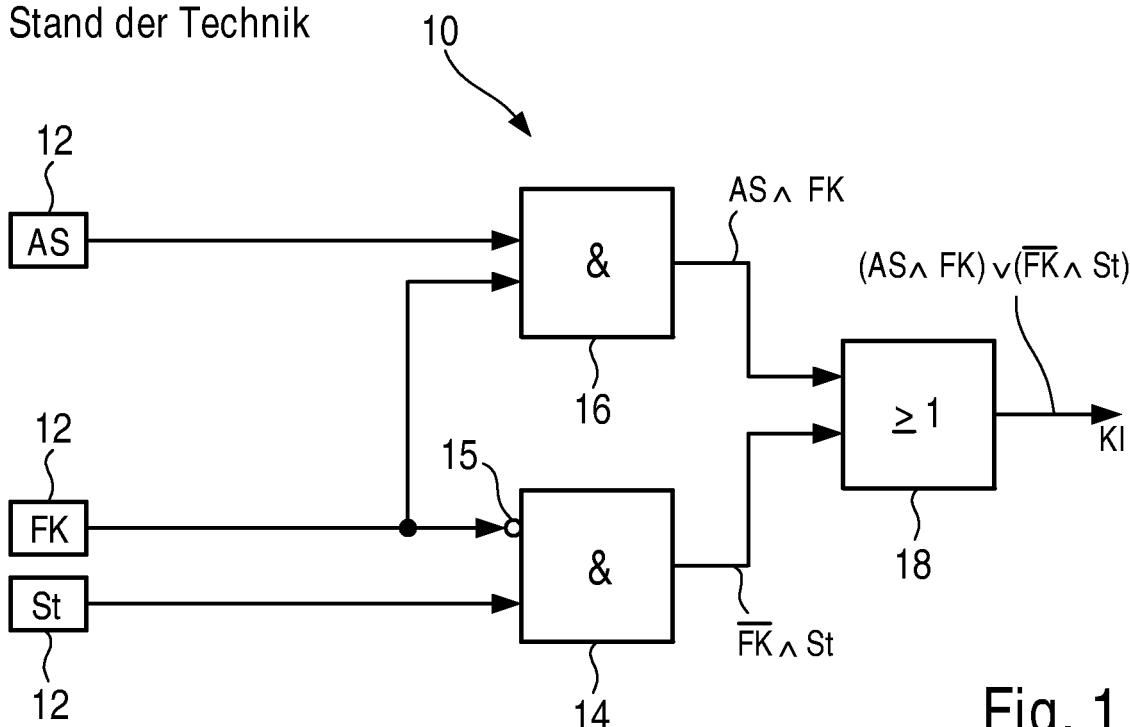 Stand der Technik
10
12
AS
&
16
AS ∧ FK
(AS ∧ FK) ∨ (F̅K̅ ∧ St)
≥ 1
KI
18
12
FK
15
&
St
12
14
F̅K̅ ∧ St
Fig. 1